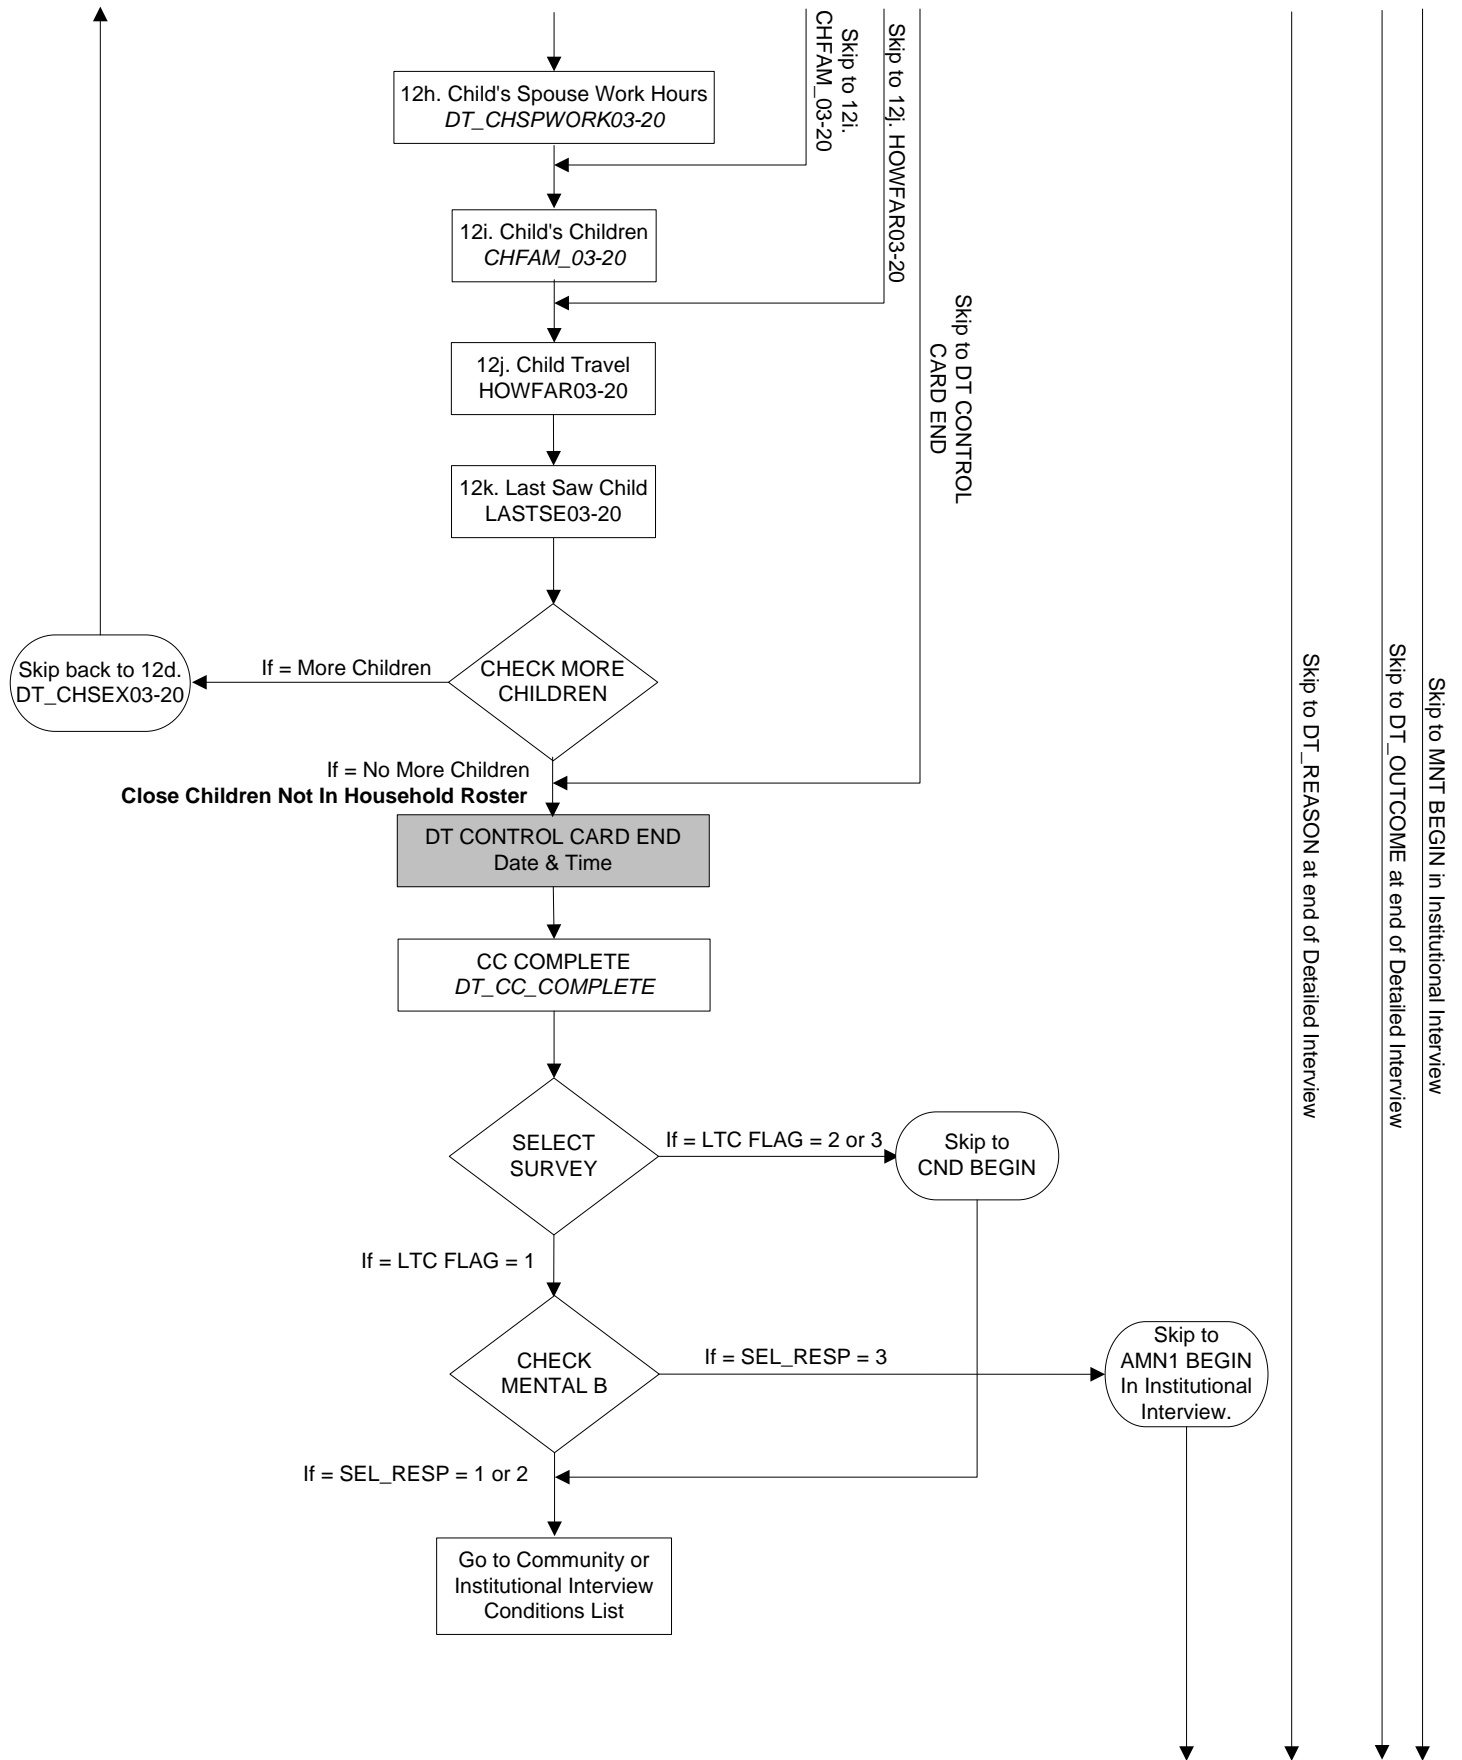 12h. Child's Spouse Work Hours
DT_CHSPWORK03-20
Skip to 12i.
CHFAM_03-20
Skip to 12j. HOWFAR03-20
12i. Child's Children
CHFAM_03-20
Skip to DT CONTROL
CARD END
12j. Child Travel
HOWFAR03-20
12k. Last Saw Child
LASTSE03-20
Skip back to 12d.
DT_CHSEX03-20
If = More Children
CHECK MORE
CHILDREN
Skip to DT_REASON at end of Detailed Interview
Skip to DT_OUTCOME at end of Detailed Interview
Skip to MNT BEGIN in Institutional Interview
If = No More Children
Close Children Not In Household Roster
DT CONTROL CARD END
Date & Time
CC COMPLETE
DT_CC_COMPLETE
SELECT
SURVEY
If = LTC FLAG = 2 or 3
Skip to
CND BEGIN
If = LTC FLAG = 1
CHECK
MENTAL B
If = SEL_RESP = 3
Skip to
AMN1 BEGIN
In Institutional
Interview.
If = SEL_RESP = 1 or 2
Go to Community or
Institutional Interview
Conditions List